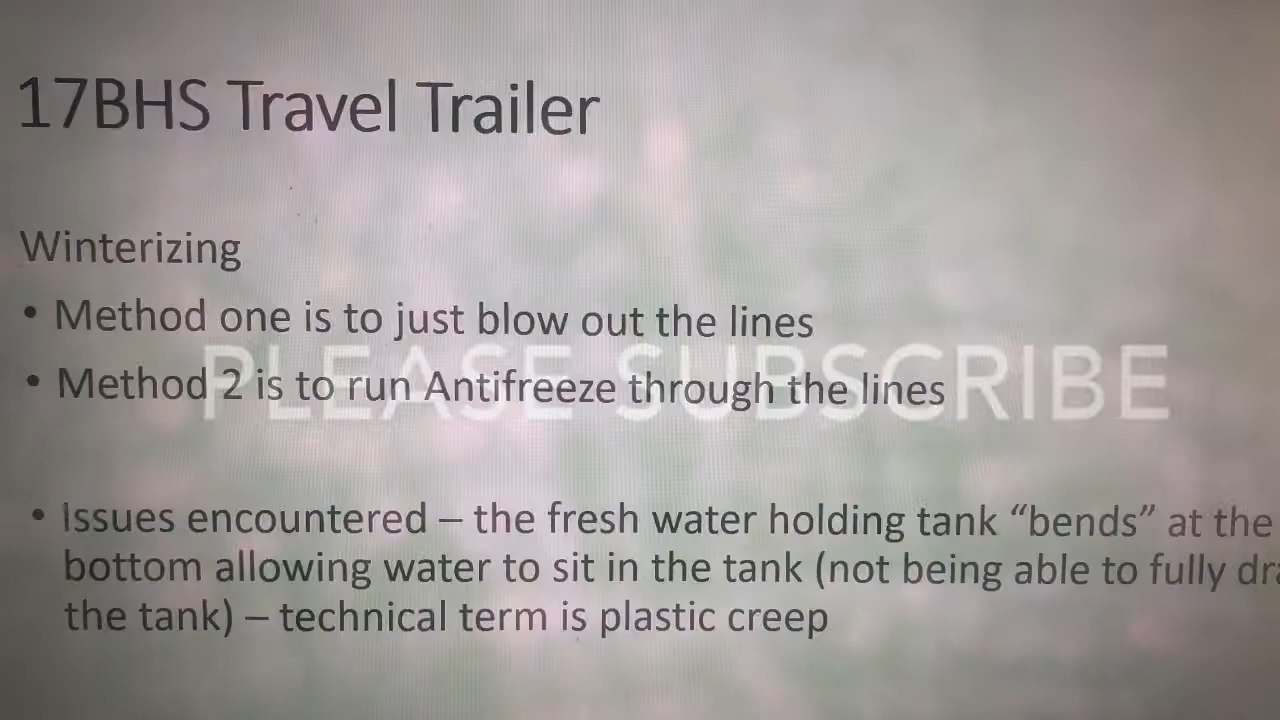 17BHS Travel Trailer
Winterizing
• Method one is to just blow out the lines
PLEASE SUBSCRIBE
• Method 2 is to run Antifreeze through the lines
• Issues encountered – the fresh water holding tank “bends” at the
bottom allowing water to sit in the tank (not being able to fully
the tank) – technical term is plastic creep